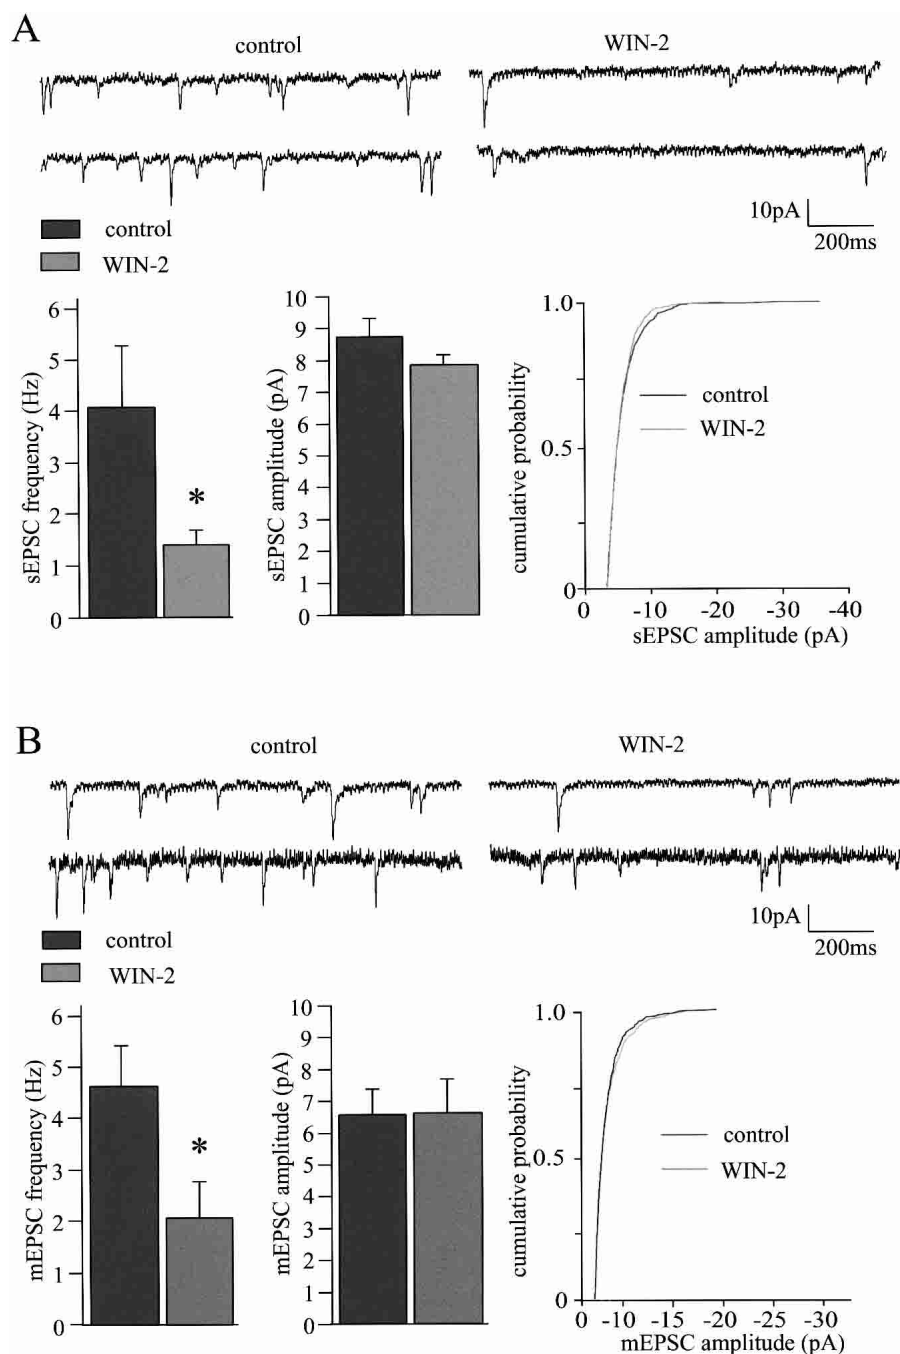 A
control
WIN-2
10pA
200ms
control
WIN-2
6
5
4
3
2
1
0
sEPSC frequency (Hz)
*
10
9
8
7
6
5
4
3
2
1
0
sEPSC amplitude (pA)
1.0
0.5
0
cumulative probability
control
WIN-2
0 -10 -20 -30 -40
sEPSC amplitude (pA)
B
control
WIN-2
10pA
200ms
control
WIN-2
6
5
4
3
2
1
0
mEPSC frequency (Hz)
*
10
9
8
7
6
5
4
3
2
1
0
mEPSC amplitude (pA)
1.0
0.5
0
cumulative probability
control
WIN-2
0 -10 -15 -20 -25 -30
mEPSC amplitude (pA)